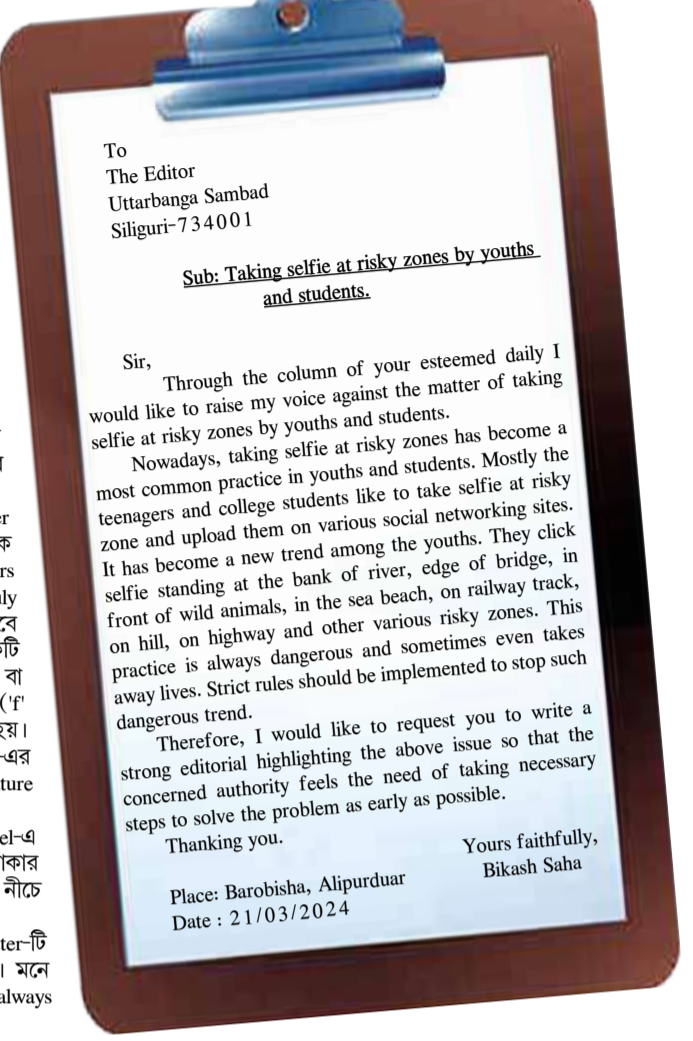 To
The Editor
Uttarbanga Sambad
Siliguri-734001
Sub: Taking selfie at risky zones by youths
and students.
Sir,
Through the column of your esteemed daily I
would like to raise my voice against the matter of taking
selfie at risky zones by youths and students.
Nowadays, taking selfie at risky zones has become a
most common practice in youths and students. Mostly the
teenagers and college students like to take selfie at risky
zone and upload them on various social networking sites.
It has become a new trend among the youths. They click
selfie standing at the bank of river, edge of bridge, in
front of wild animals, in the sea beach, on railway track,
on hill, on highway and other various risky zones. This
practice is always dangerous and sometimes even takes
away lives. Strict rules should be implemented to stop such
dangerous trend.
Therefore, I would like to request you to write a
strong editorial highlighting the above issue so that the
concerned authority feels the need of taking necessary
steps to solve the problem as early as possible.
Thanking you.
Yours faithfully,
Bikash Saha
Place: Barobisha, Alipurduar
Date : 21/03/2024
বা
('f'
-এর
নীচে
ter-টি
। মনে
always